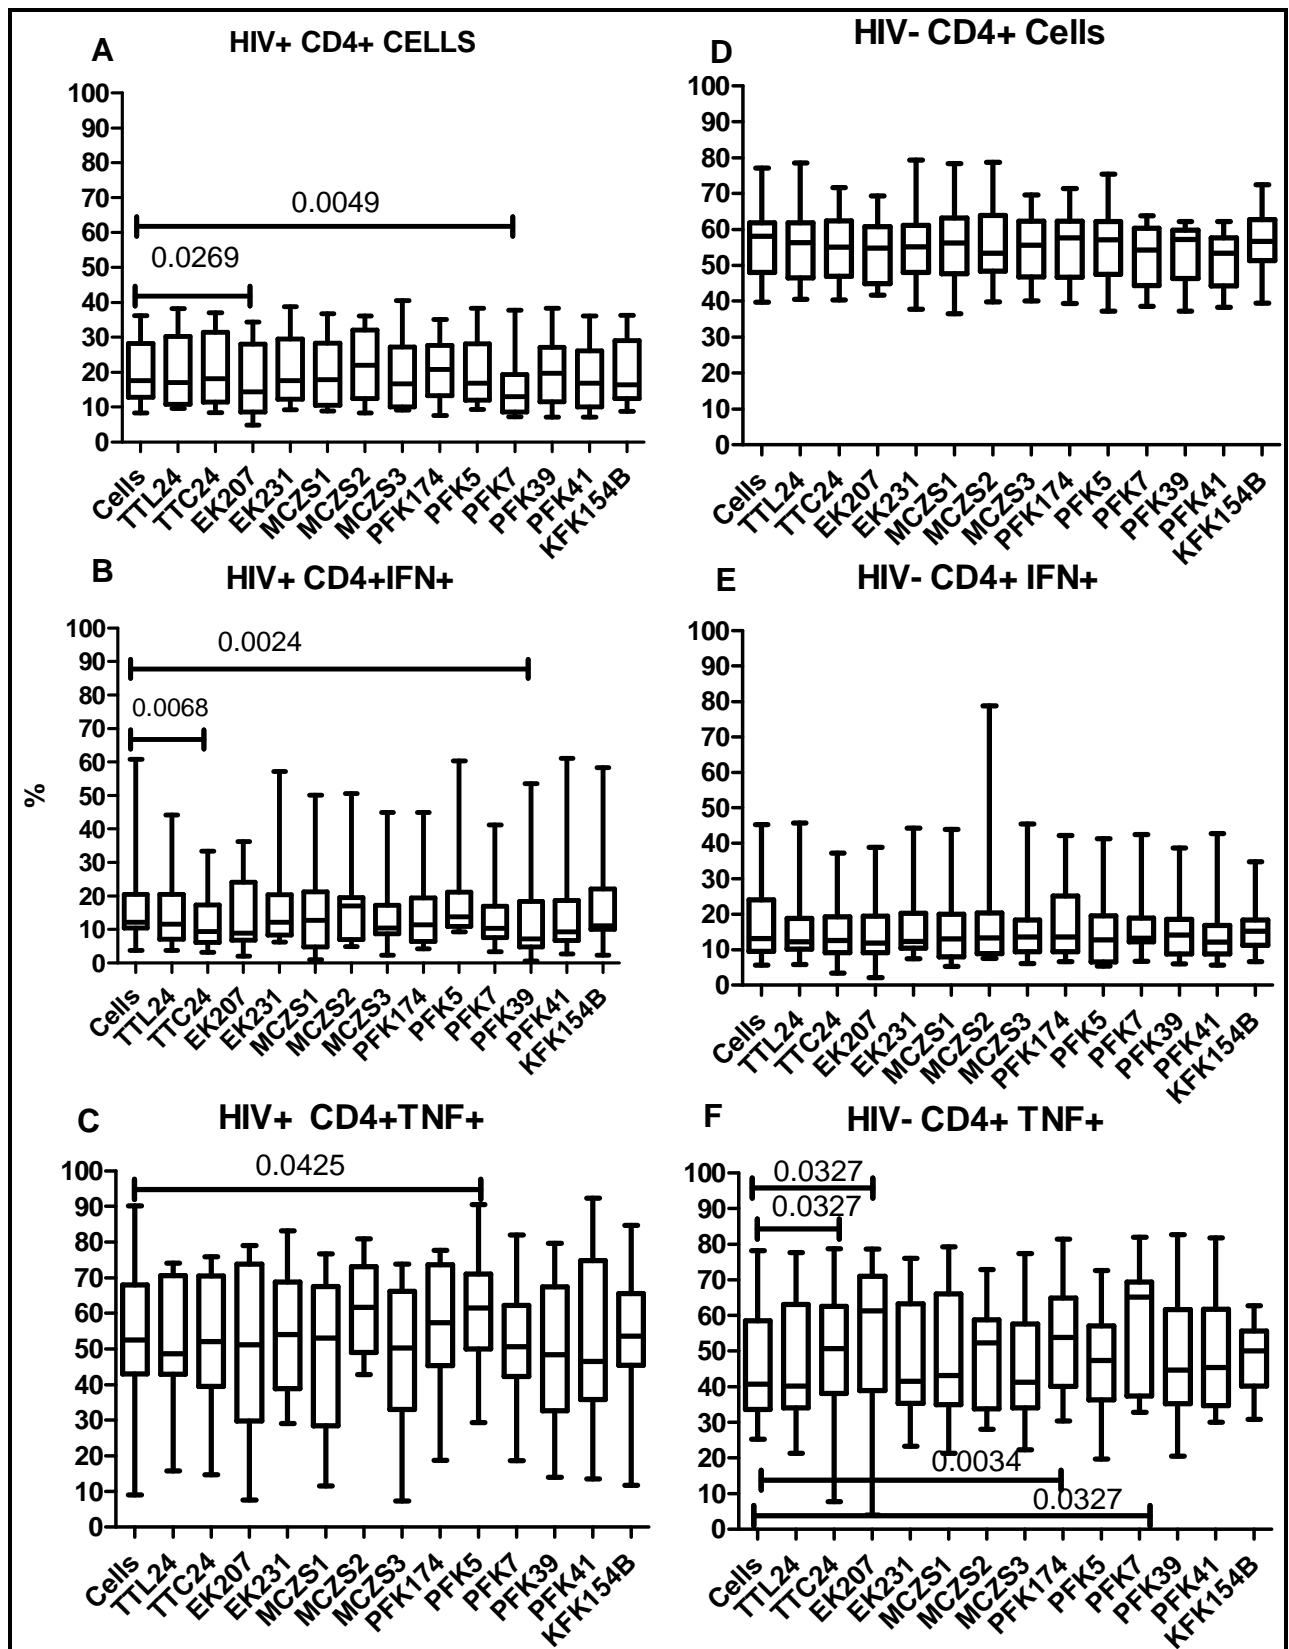 A
HIV+ CD4+ CELLS
100
90
80
70
60
50
40
30
20
10
0
0.0049
0.0269
Cells
TTL24
TTC24
EK207
EK231
MCZS1
MCZS2
MCZS3
PFK174
PFK5
PFK7
PFK39
PFK41
KFK154B
D
HIV- CD4+ Cells
100
90
80
70
60
50
40
30
20
10
0
Cells
TTL24
TTC24
EK207
EK231
MCZS1
MCZS2
MCZS3
PFK174
PFK5
PFK7
PFK39
PFK41
KFK154B
%
B
HIV+ CD4+IFN+
100
90
80
70
60
50
40
30
20
10
0
0.0024
0.0068
Cells
TTL24
TTC24
EK207
EK231
MCZS1
MCZS2
MCZS3
PFK174
PFK5
PFK7
PFK39
PFK41
KFK154B
E
HIV- CD4+ IFN+
100
90
80
70
60
50
40
30
20
10
0
Cells
TTL24
TTC24
EK207
EK231
MCZS1
MCZS2
MCZS3
PFK174
PFK5
PFK7
PFK39
PFK41
KFK154B
C
HIV+ CD4+TNF+
100
90
80
70
60
50
40
30
20
10
0
0.0425
Cells
TTL24
TTC24
EK207
EK231
MCZS1
MCZS2
MCZS3
PFK174
PFK5
PFK7
PFK39
PFK41
KFK154B
F
HIV- CD4+ TNF+
100
90
80
70
60
50
40
30
20
10
0
0.0327
0.0327
0.0034
0.0327
Cells
TTL24
TTC24
EK207
EK231
MCZS1
MCZS2
MCZS3
PFK174
PFK5
PFK7
PFK39
PFK41
KFK154B